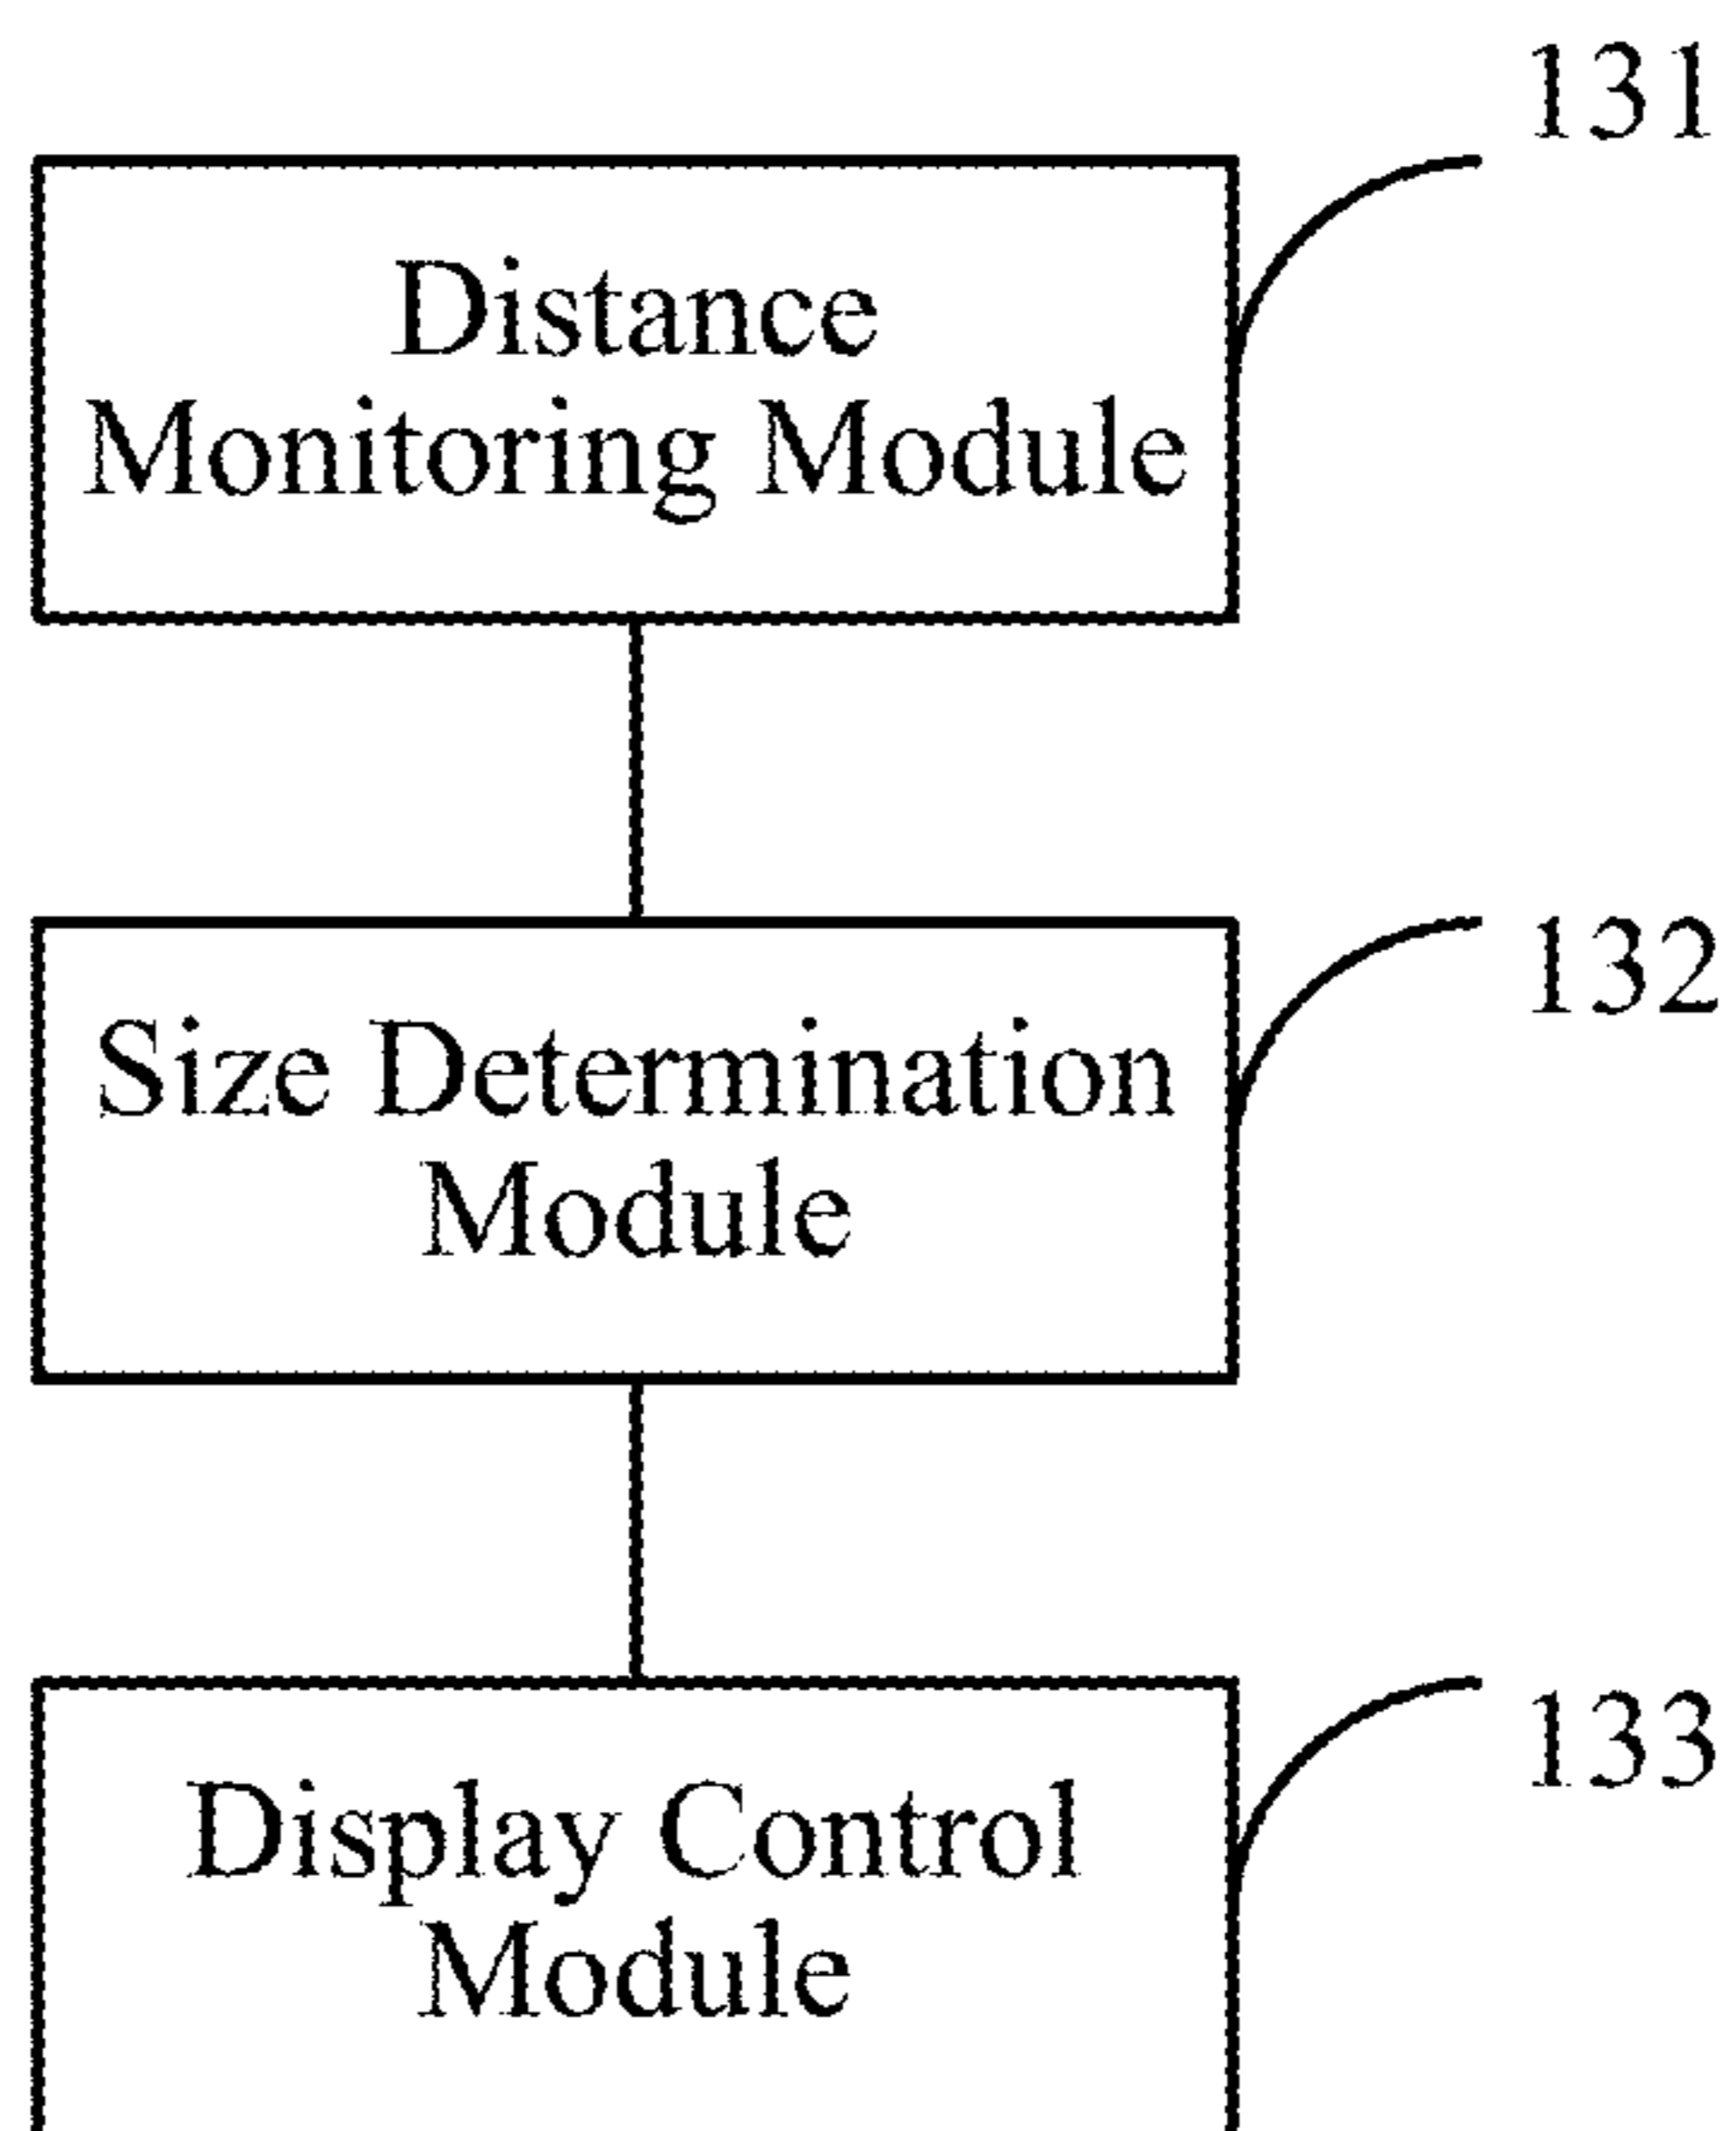 131
Distance
Monitoring Module
132
Size Determination
Module
133
Display Control
Module